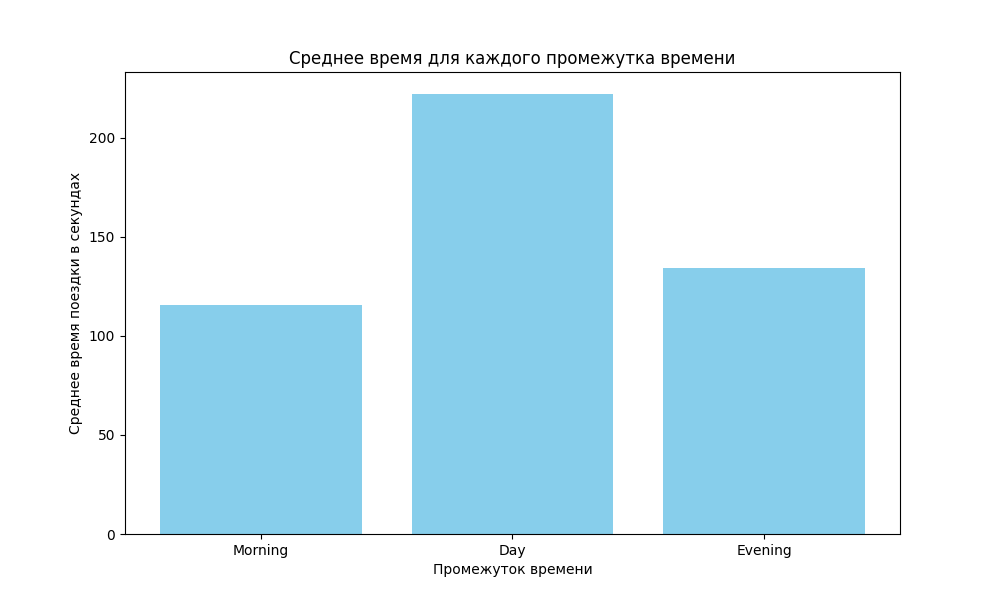 Среднее время для каждого промежутка времени
Среднее время поездки в секундах
200
150
100
50
0
Morning Day Evening
Промежуток времени